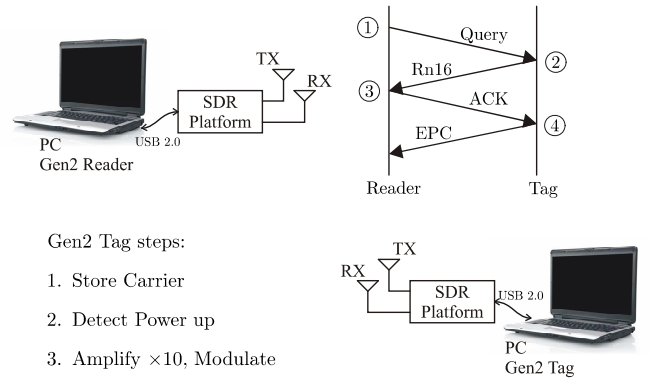 TX
RX
SDR
Platform
USB 2.0
PC
Gen2 Reader
1
Query
2
Rn16
3
ACK
4
EPC
Reader
Tag
Gen2 Tag steps:
1. Store Carrier
2. Detect Power up
3. Amplify ×10, Modulate
TX
RX
SDR
Platform
USB 2.0
PC
Gen2 Tag